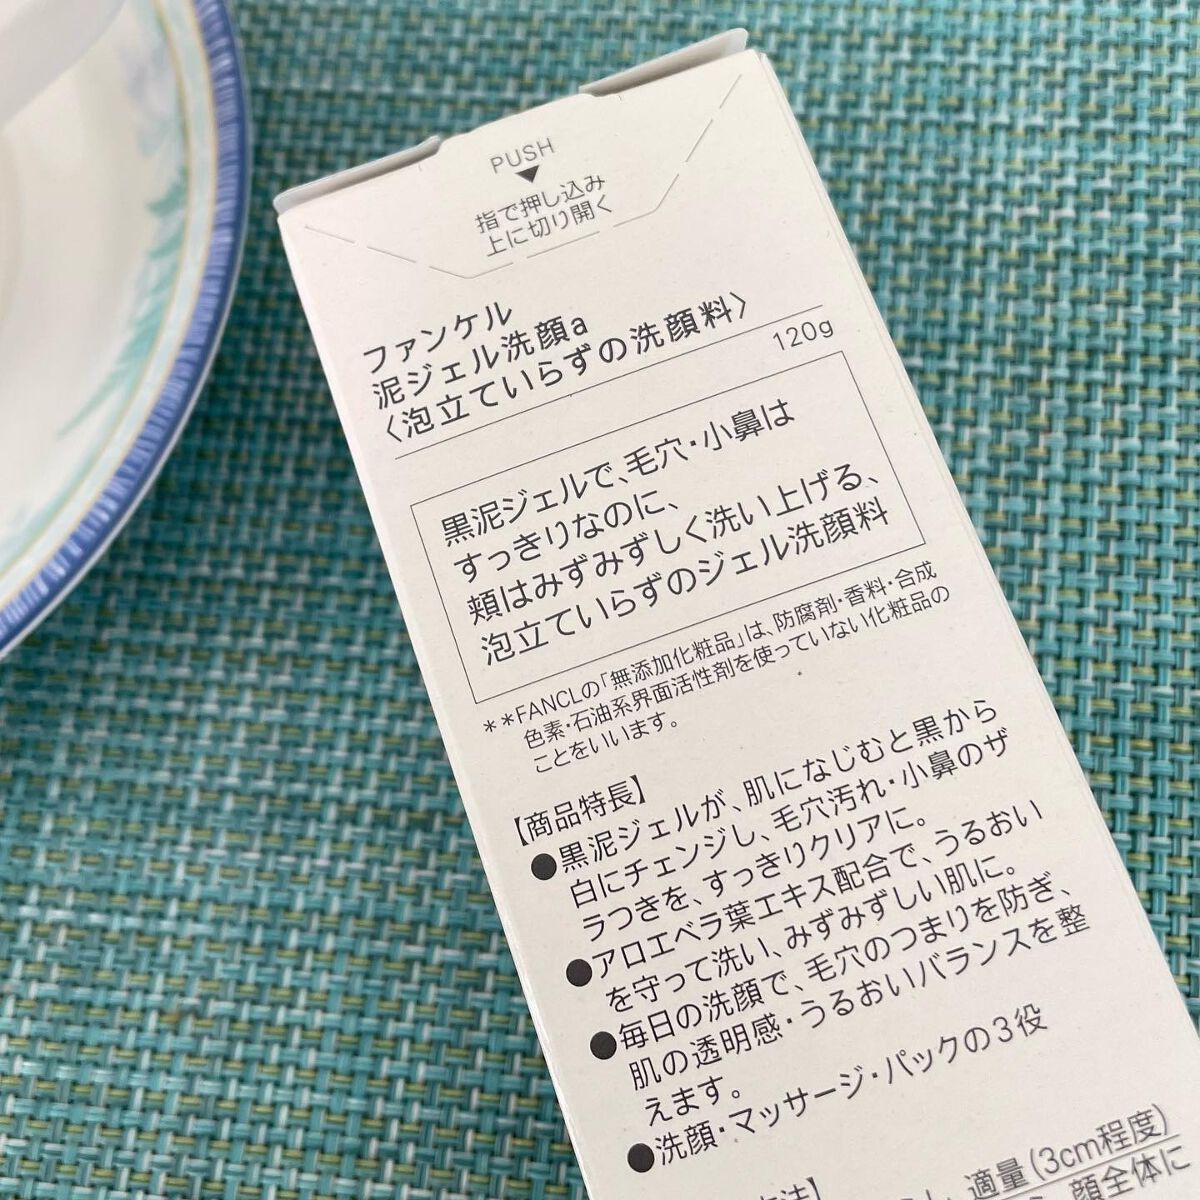 PUSH
指で押し込み
上に切り開く
ファンケル
泥ジェル洗顔a
〈泡立ていらずの洗顔料〉
120g
黒泥ジェルで、毛穴・小鼻は
すっきりなのに、
頬はみずみずしく洗い上げる、
泡立ていらずのジェル洗顔料
＊＊FANCLの「無添加化粧品」は、防腐剤・香料・合成
色素・石油系界面活性剤を使っていない化粧品の
ことをいいます。
【商品特長】
●黒泥ジェルが、肌になじむと黒から
白にチェンジし、毛穴汚れ・小鼻のザ
ラつきを、すっきりクリアに。
●アロエベラ葉エキス配合で、うるおい
を守って洗い、みずみずしい肌に。
●毎日の洗顔で、毛穴のつまりを防ぎ、
肌の透明感・うるおいバランスを整
えます。
●洗顔・マッサージ・パックの3役
適量(3cm程度)
顔全体に